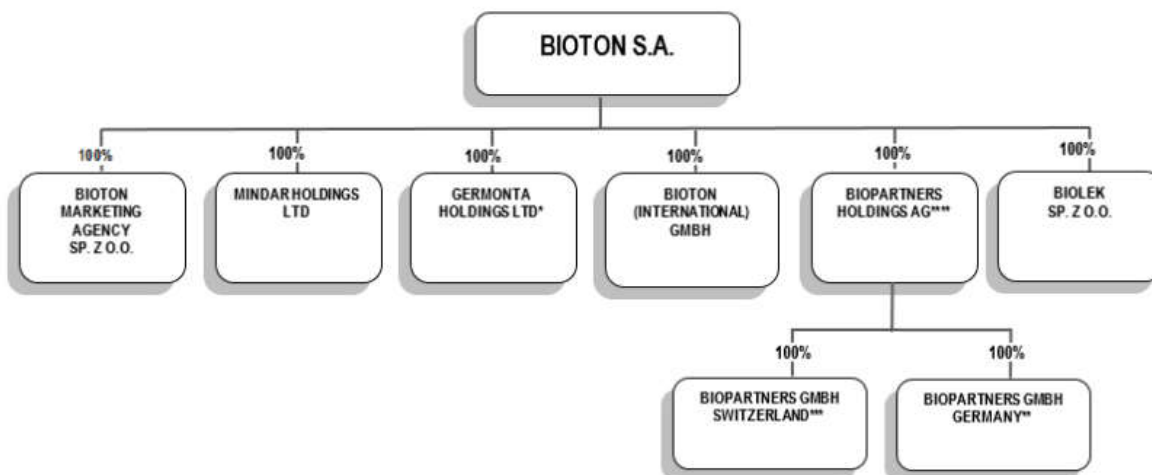 BIOTON S.A.
100%
100%
100%
100%
100%
100%
BIOTON
MARKETING
AGENCY
SP. Z O.O.
MINDAR HOLDINGS
LTD
GERMONTA
HOLDINGS LTD*
BIOTON
(INTERNATIONAL)
GMBH
BIOPARTNERS
HOLDINGS AG****
BIOLEK
SP. Z O.O.
100%
100%
BIOPARTNERS GMBH
SWITZERLAND***
BIOPARTNERS GMBH
GERMANY**